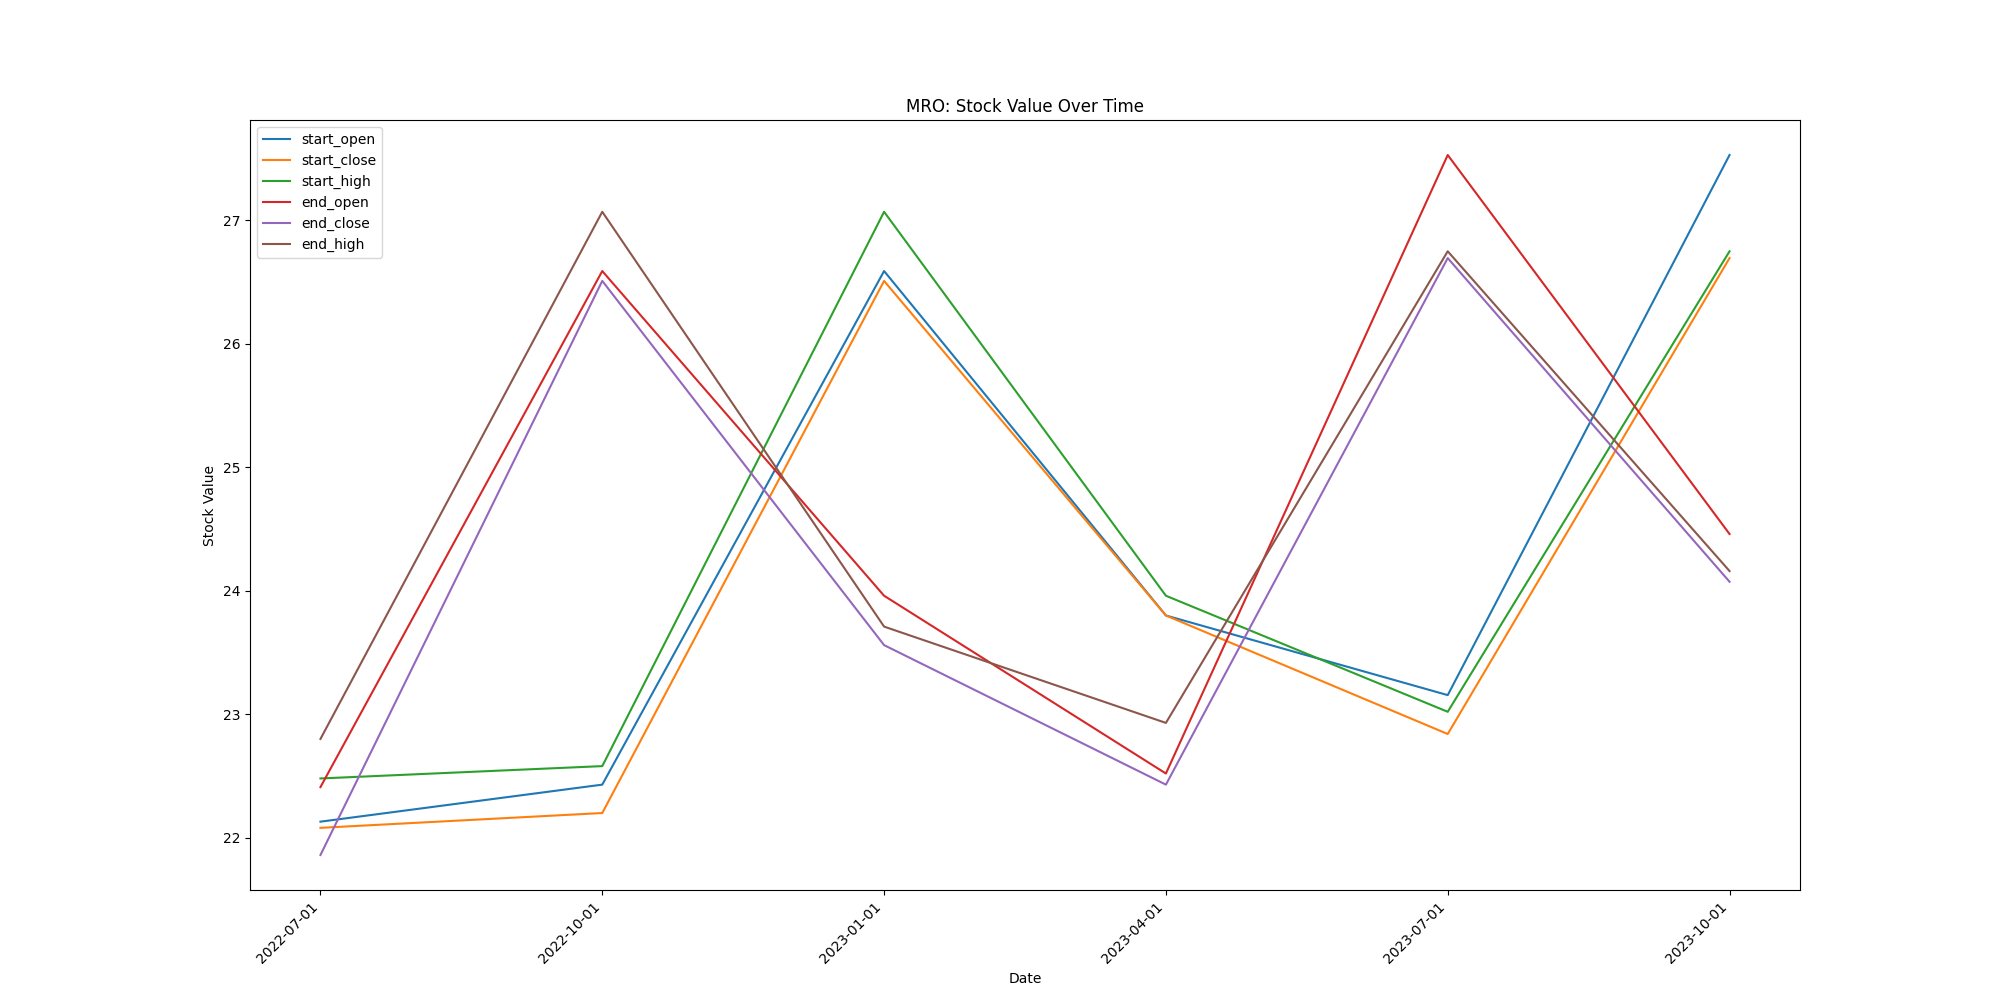 MRO: Stock Value Over Time
start_open
start_close
start_high
end_open
end_close
end_high
27
26
25
24
23
22
Stock Value
2022-07-01
2022-10-01
2023-01-01
2023-04-01
2023-07-01
2023-10-01
Date